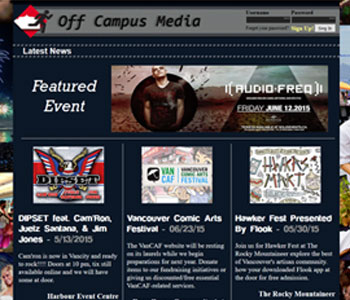 Off Campus Media
Username
Password
Forgot your password?
Sign Up!
Log In
Latest News
Featured
Event
AUDIO:FREQ
FRIDAY JUNE 12.2015
DIPSET
VAN
CAF
VANCOUVER
COMIC ARTS
FESTIVAL
HAWKERS
MARKT
DIPSET feat. Cam'Ron,
Juelz Santana, & Jim
Jones - 5/13/2015
Cam'ron is now in Vancity and ready
to rock!!!! Doors at 10 pm, tix still
available online and we will have
some at door.
Harbour Event Centre
Vancouver Comic Arts
Festival - 06/23/15
The VanCAF website will be resting
on its laurels while we begin
preparations for next year. Donate
items to our fundraising initiatives or
giving us discounted/free essential
VanCAF-related services.
Hawker Fest Presented
By Flook - 05/30/15
Join us for Hawker Fest at The
Rocky Mountaineer explore the best
of Vancouver's artisan community.
how your downloaded Flook app at
the door for free admission.
The Rocky Mountaineer